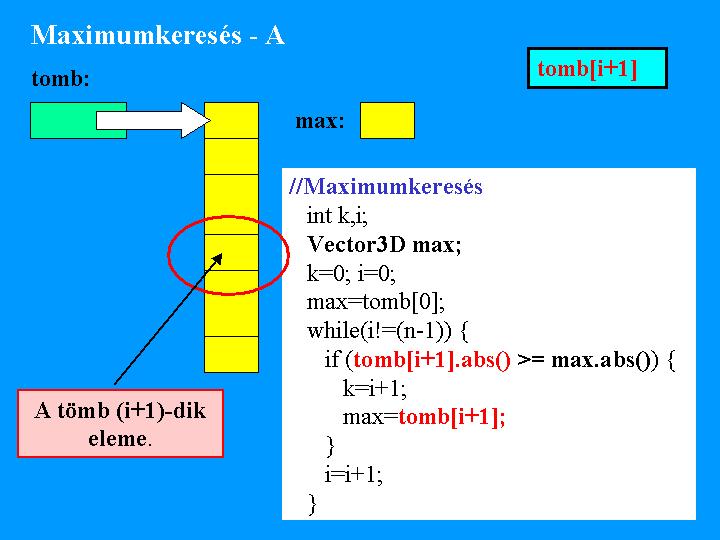 Maximumkeresés - A
tomb[i+1]
tomb:
max:
//Maximumkeresés
int k,i;
Vector3D max;
k=0; i=0;
max=tomb[0];
while(i!=(n-1)) {
if (tomb[i+1].abs() >= max.abs()) {
k=i+1;
max=tomb[i+1];
}
i=i+1;
}
A tömb (i+1)-dik
eleme.